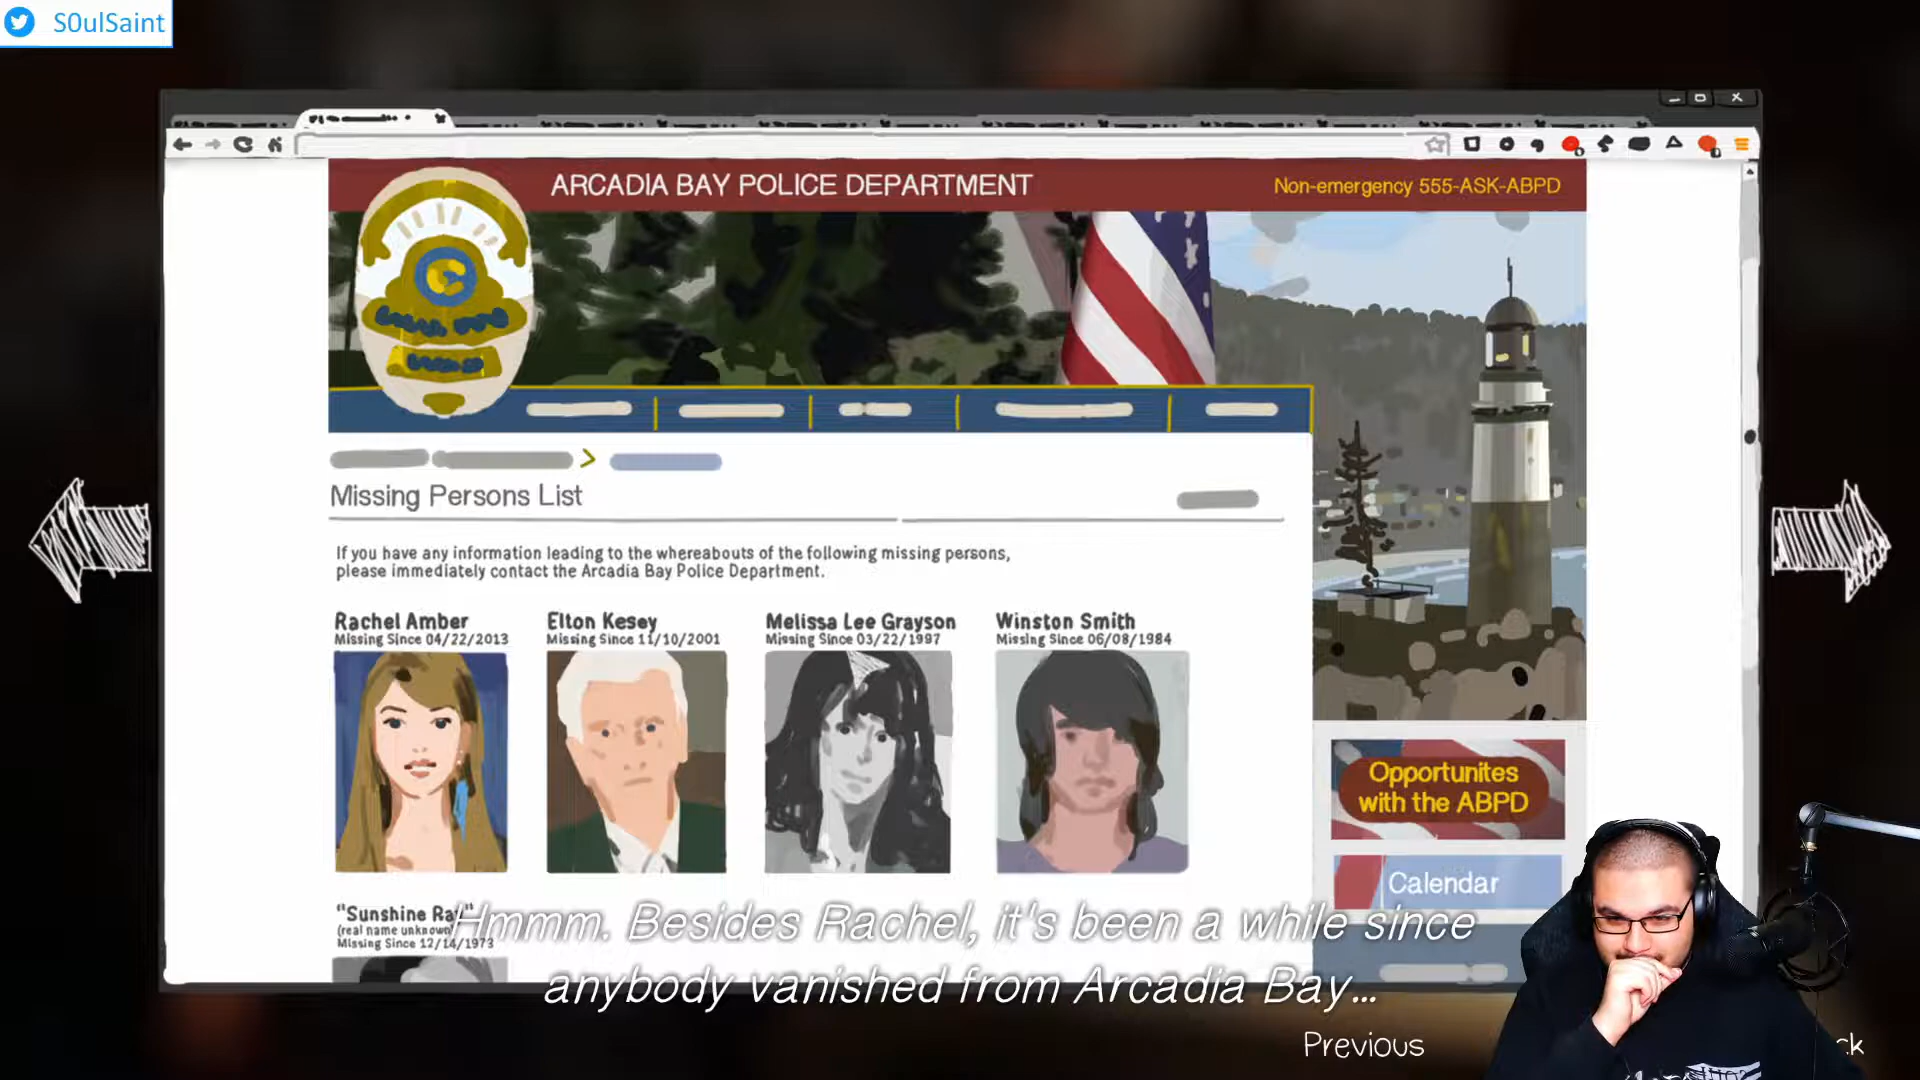 S0ulSaint
ARCADIA BAY POLICE DEPARTMENT
Non-emergency 555-ASK-ABPD
Missing Persons List
If you have any information leading to the whereabouts of the following missing persons,
please immediately contact the Arcadia Bay Police Department.
Rachel Amber
Missing Since 04/22/2013
Elton Kesey
Missing Since 11/10/2001
Melissa Lee Grayson
Missing Since 03/22/1997
Winston Smith
Missing Since 06/08/1984
Opportunites
with the ABPD
Calendar
"Sunshine Ray"
(real name unknown)
Missing Since 12/14/1973
Hmmm. Besides Rachel, it's been a while since
anybody vanished from Arcadia Bay...
Previous